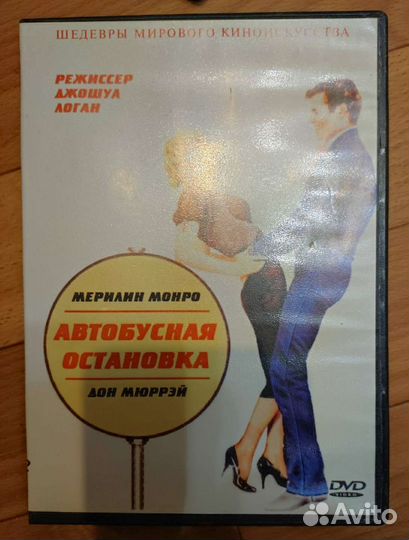 ШЕДЕВРЫ МИРОВОГО КИНОИСКУССТВА
РЕЖИССЕР
ДЖОШУА
ЛОГАН
МЕРИЛИН МОНРО
АВТОБУСНАЯ
ОСТАНОВКА
ДОН МЮРРЭЙ
DVD
VIDEO
Avito